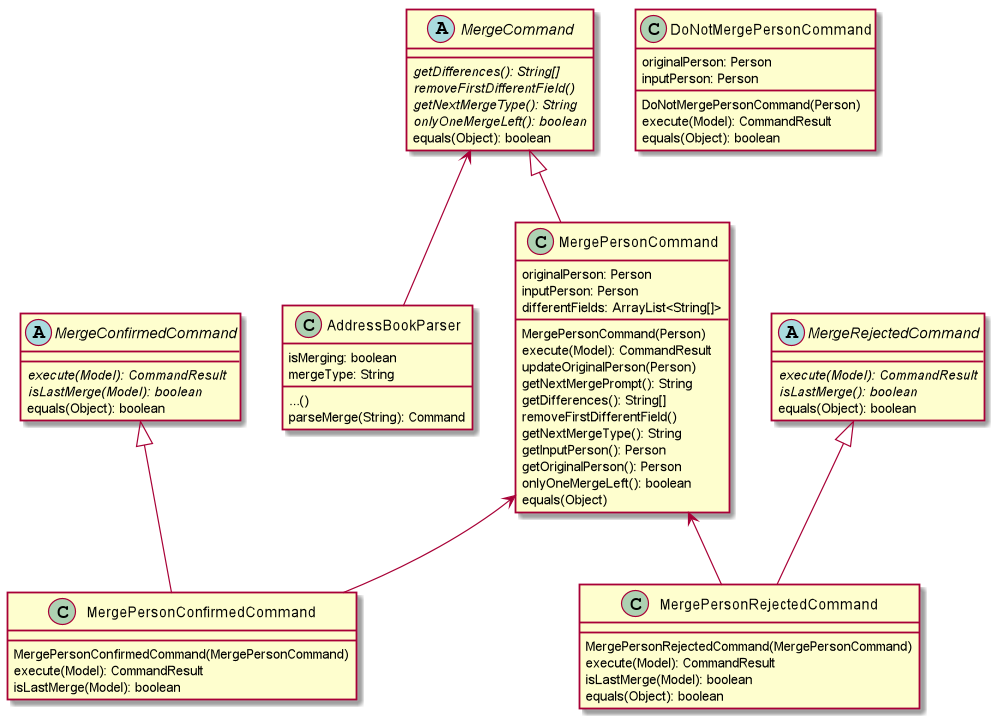 A MergeCommand
getDifferences(): String[]
removeFirstDifferentField()
getNextMergeType(): String
onlyOneMergeLeft(): boolean
equals(Object): boolean
C DoNotMergePersonCommand
originalPerson: Person
inputPerson: Person
DoNotMergePersonCommand(Person)
execute(Model): CommandResult
equals(Object): boolean
A MergeConfirmedCommand
execute(Model): CommandResult
isLastMerge(Model): boolean
equals(Object): boolean
C AddressBookParser
isMerging: boolean
mergeType: String
...()
parseMerge(String): Command
C MergePersonCommand
originalPerson: Person
inputPerson: Person
differentFields: ArrayList<String[]>
MergePersonCommand(Person)
execute(Model): CommandResult
updateOriginalPerson(Person)
getNextMergePrompt(): String
getDifferences(): String[]
removeFirstDifferentField()
getNextMergeType(): String
getInputPerson(): Person
getOriginalPerson(): Person
onlyOneMergeLeft(): boolean
equals(Object)
A MergeRejectedCommand
execute(Model): CommandResult
isLastMerge(): boolean
equals(Object): boolean
C MergePersonConfirmedCommand
MergePersonConfirmedCommand(MergePersonCommand)
execute(Model): CommandResult
isLastMerge(Model): boolean
C MergePersonRejectedCommand
MergePersonRejectedCommand(MergePersonCommand)
execute(Model): CommandResult
isLastMerge(Model): boolean
equals(Object): boolean